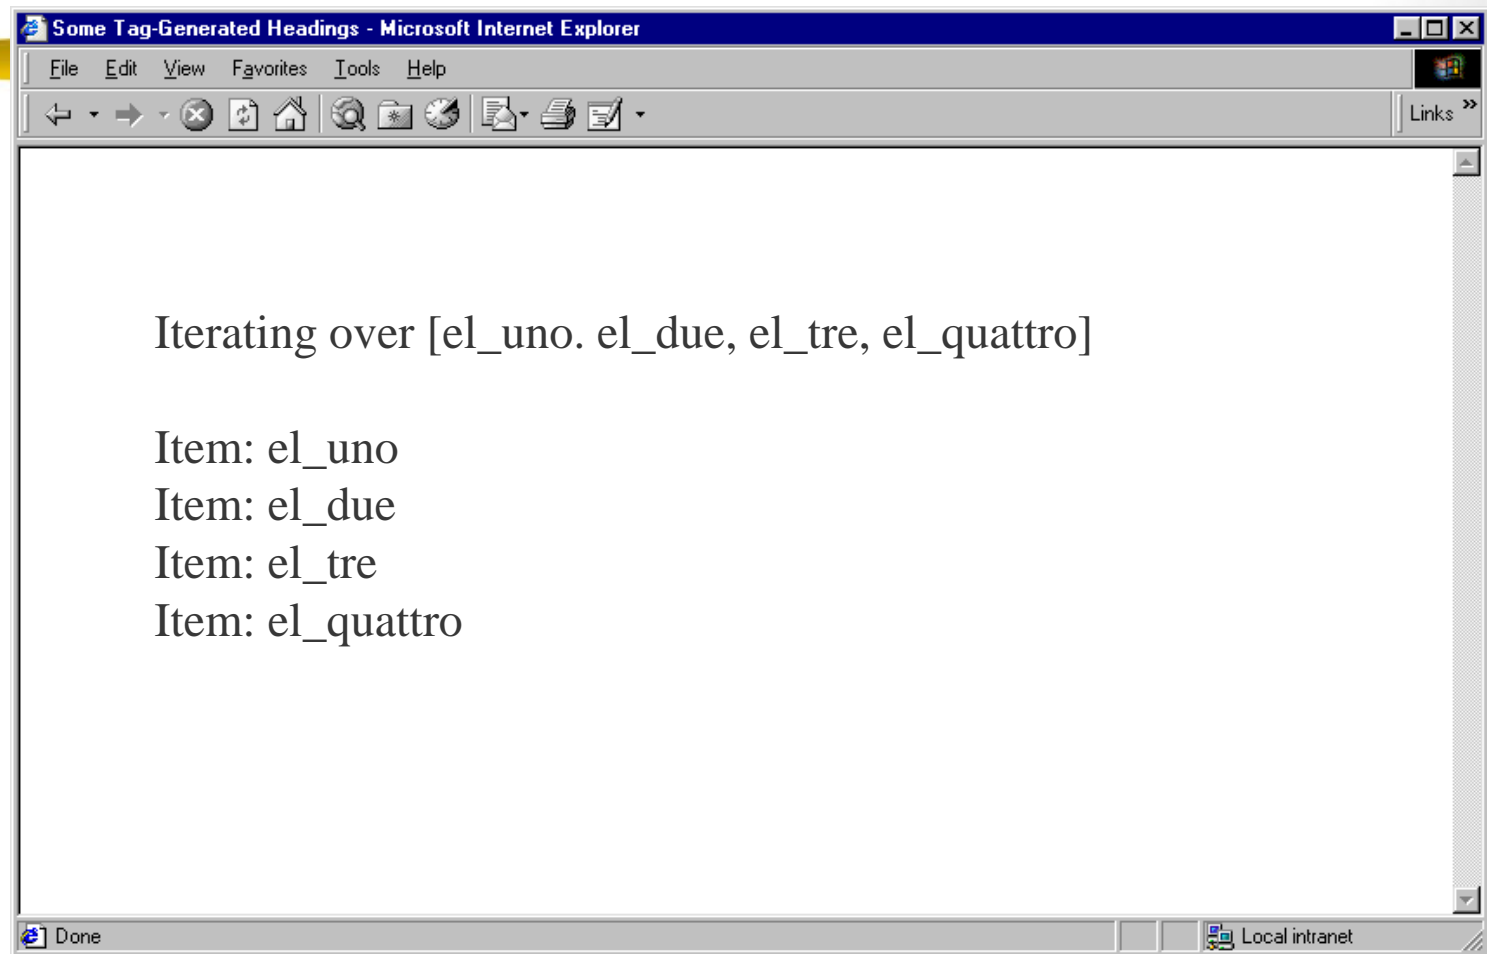 Some Tag-Generated Headings - Microsoft Internet Explorer
File Edit View Favorites Tools Help
Links »
Iterating over [el_uno. el_due, el_tre, el_quattro]
Item: el_uno
Item: el_due
Item: el_tre
Item: el_quattro
Done
Local intranet